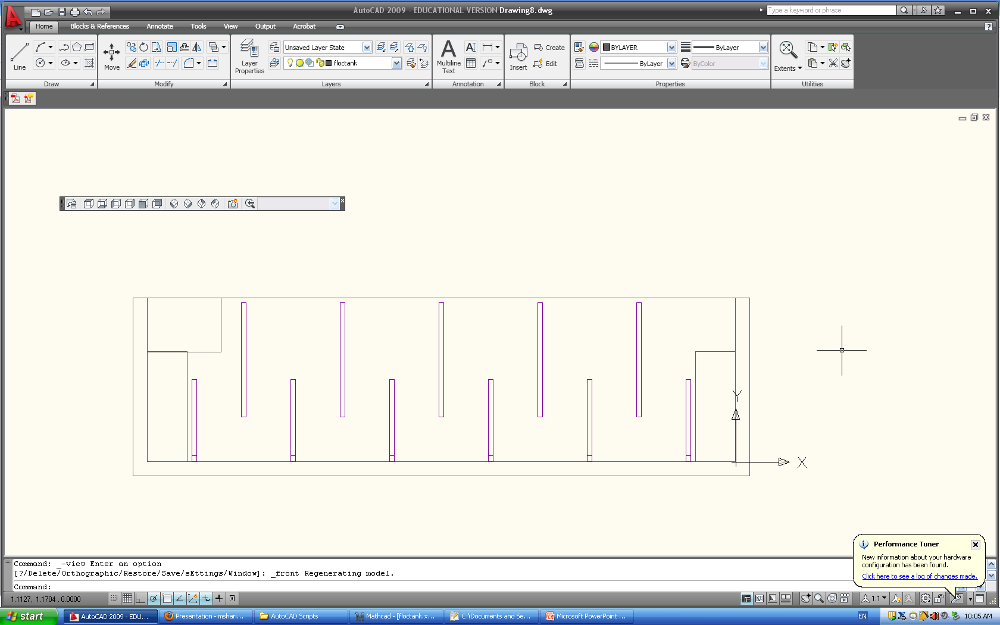 AutoCAD 2009 - EDUCATIONAL VERSION Drawing8.dwg
Type a keyword or phrase
Home Blocks & References Annotate Tools View Output Acrobat
Line
Draw
Move
Modify
Layer Properties
Unsaved Layer State
floctank
Layers
A
Multiline Text
Annotation
Insert
Create
Edit
Block
BYLAYER
ByLayer
ByLayer
ByColor
Properties
Extents
Utilities
Y
X
Performance Tuner
New information about your hardware
configuration has been found.
Click here to see a log of changes made.
Command: _-view Enter an option
[?/Delete/Orthographic/Restore/Save/sEttings/Window]: _front Regenerating model.
Command:
1.1127, 1.1704 , 0.0000
1:1
start
AutoCAD 2009 - EDU...
Presentation - mshari...
AutoCAD Scripts
Mathcad - [floctank.x...
C:\Documents and Se...
Microsoft PowerPoint ...
EN
10:05 AM